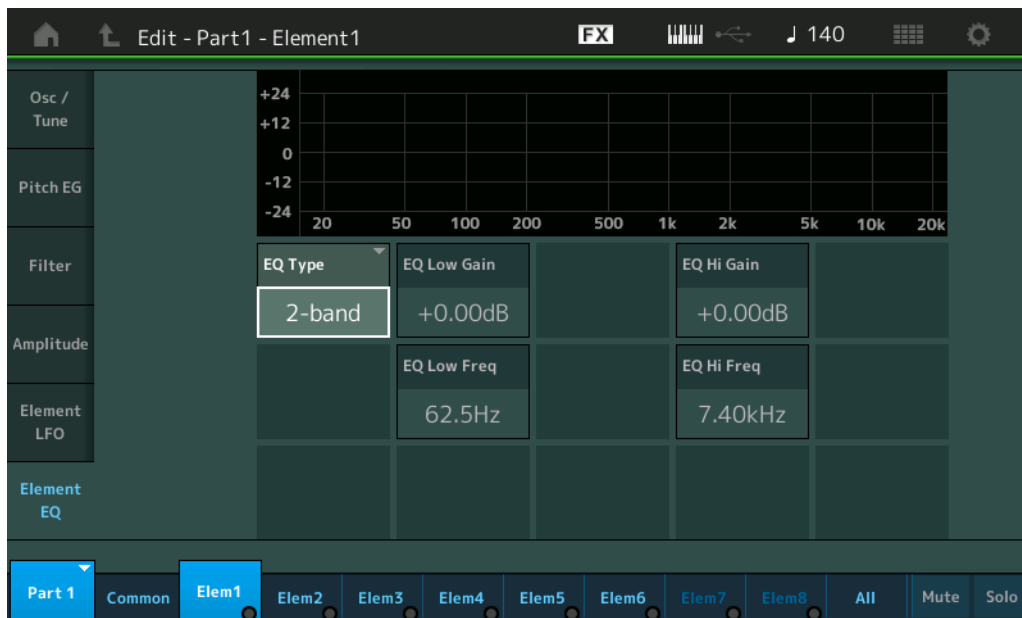 Edit - Part1 - Element1 FX ♩ 140
Osc /
Tune
Pitch EG
Filter
Amplitude
Element
LFO
Element
EQ
+24
+12
0
-12
-24
20 50 100 200 500 1k 2k 5k 10k 20k
EQ Type EQ Low Gain EQ Hi Gain
2-band +0.00dB +0.00dB
EQ Low Freq EQ Hi Freq
62.5Hz 7.40kHz
Part 1 Common Elem1 Elem2 Elem3 Elem4 Elem5 Elem6 Elem7 Elem8 All Mute Solo